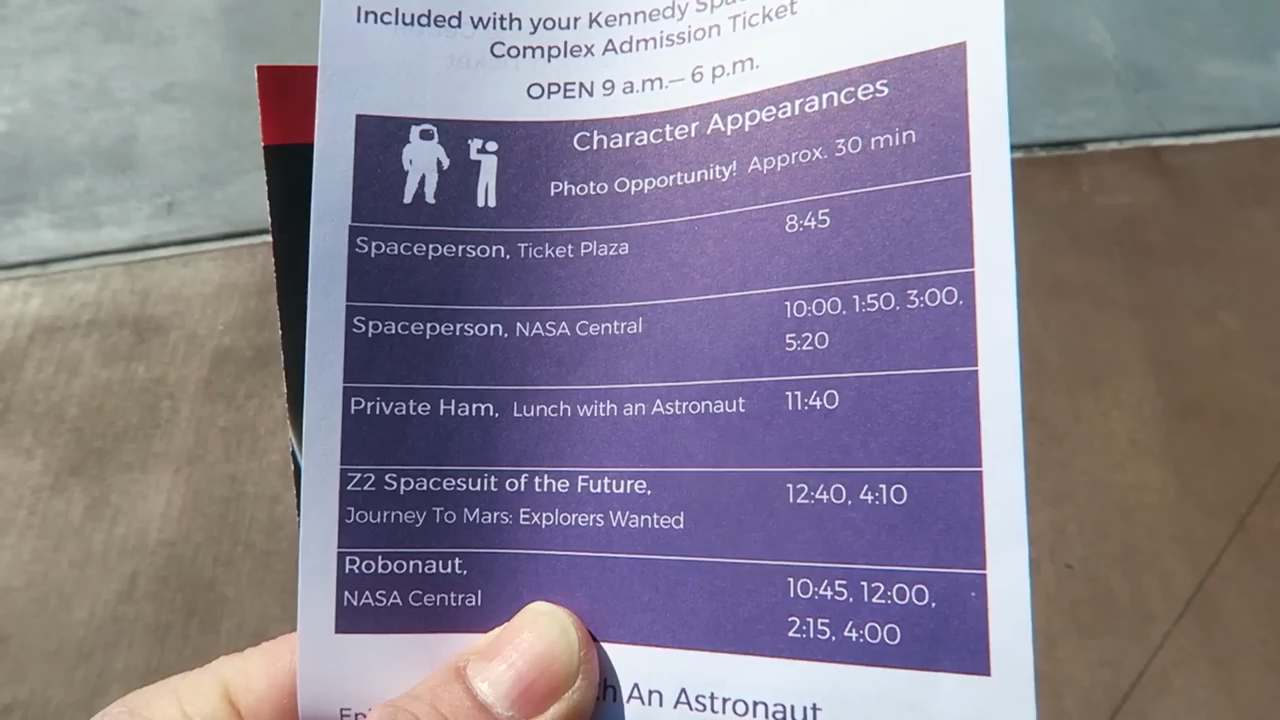 Included with your Kennedy
Complex Admission Ticket
OPEN 9 a.m.— 6 p.m.
Character Appearances
Photo Opportunity! Approx. 30 min
Spaceperson, Ticket Plaza 8:45
Spaceperson, NASA Central 10:00, 1:50, 3:00,
5:20
Private Ham, Lunch with an Astronaut 11:40
Z2 Spacesuit of the Future, 12:40, 4:10
Journey To Mars: Explorers Wanted
Robonaut,
NASA Central 10:45, 12:00,
2:15, 4:00
An Astronaut